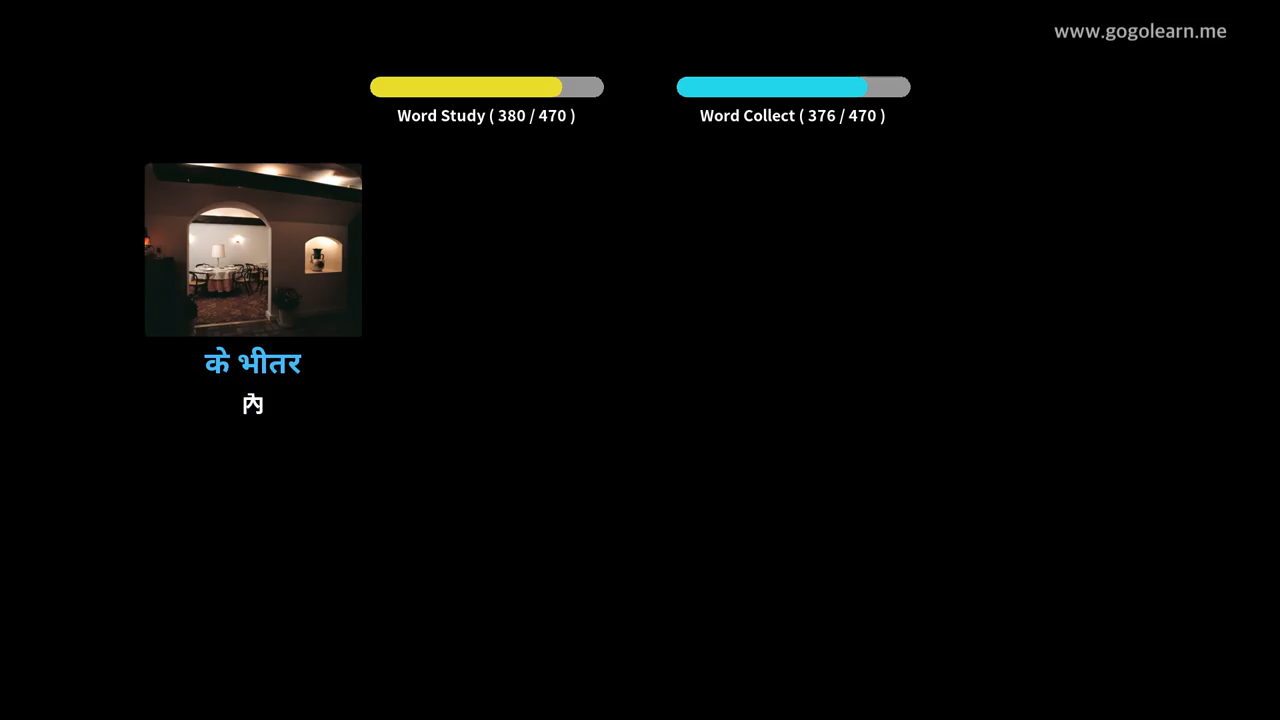 www.gogolearn.me
Word Study ( 380 / 470 )
Word Collect ( 376 / 470 )
के भीतर
內